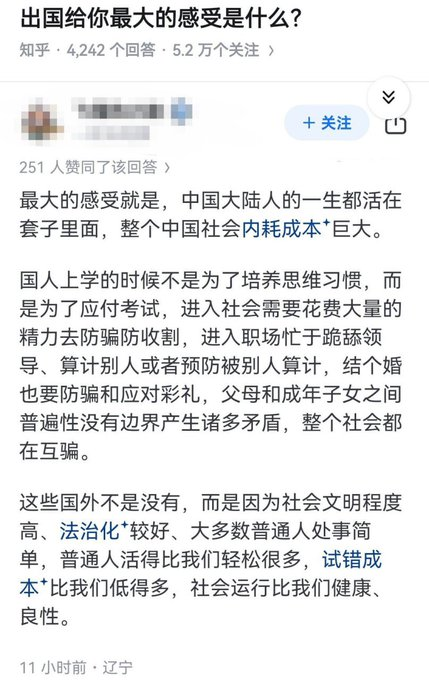 出国给你最大的感受是什么?
知乎 · 4,242 个回答 · 5.2 万个关注 >
+ 关注
251 人赞同了该回答 >
最大的感受就是，中国大陆人的一生都活在
套子里面，整个中国社会内耗成本巨大。
国人上学的时候不是为了培养思维习惯，而
是为了应付考试，进入社会需要花费大量的
精力去防骗防收割，进入职场忙于跪舔领
导、算计别人或者预防被别人算计，结个婚
也要防骗和应对彩礼，父母和成年子女之间
普遍性没有边界产生诸多矛盾，整个社会都
在互骗。
这些国外不是没有，而是因为社会文明程度
高、法治化较好、大多数普通人处事简
单，普通人活得比我们轻松很多，试错成
本比我们低得多，社会运行比我们健康、
良性。
11 小时前 · 辽宁